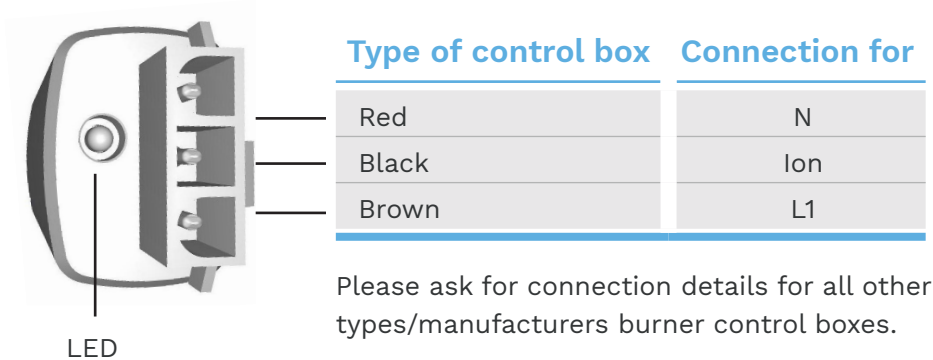 Type of control box Connection for
Red N
Black Ion
Brown L1
Please ask for connection details for all other
types/manufacturers burner control boxes.
LED